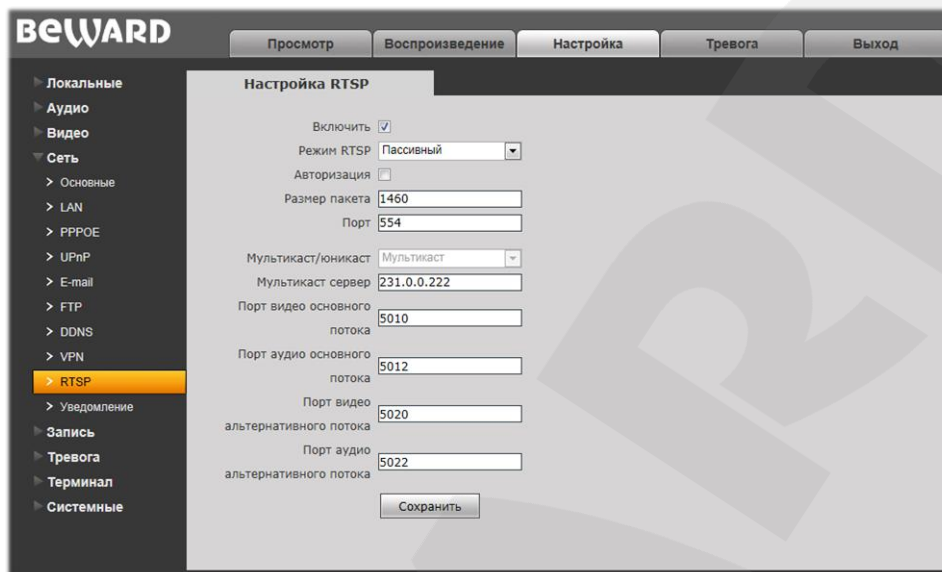 BEWARD
Просмотр
Воспроизведение
Настройка
Тревога
Выход
Локальные
Аудио
Видео
Сеть
Основные
LAN
PPPOE
UPnP
E-mail
FTP
DDNS
VPN
RTSP
Уведомление
Запись
Тревога
Терминал
Системные
Настройка RTSP
Включить
Режим RTSP Пассивный
Авторизация
Размер пакета 1460
Порт 554
Мультикаст/юникаст Мультикаст
Мультикаст сервер 231.0.0.222
Порт видео основного
потока 5010
Порт аудио основного
потока 5012
Порт видео
альтернативного потока 5020
Порт аудио
альтернативного потока 5022
Сохранить